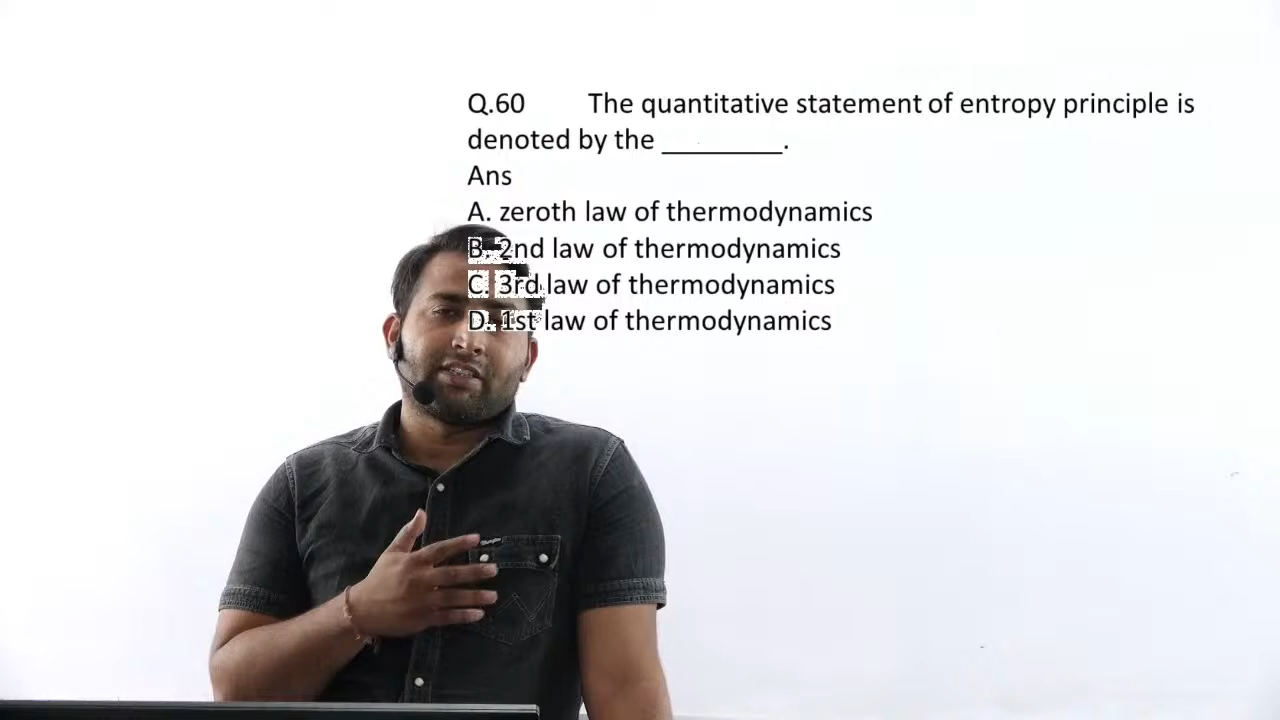 Q.60 The quantitative statement of entropy principle is
denoted by the ________.
Ans
A. zeroth law of thermodynamics
B. 2nd law of thermodynamics
C. 3rd law of thermodynamics
D. 1st law of thermodynamics